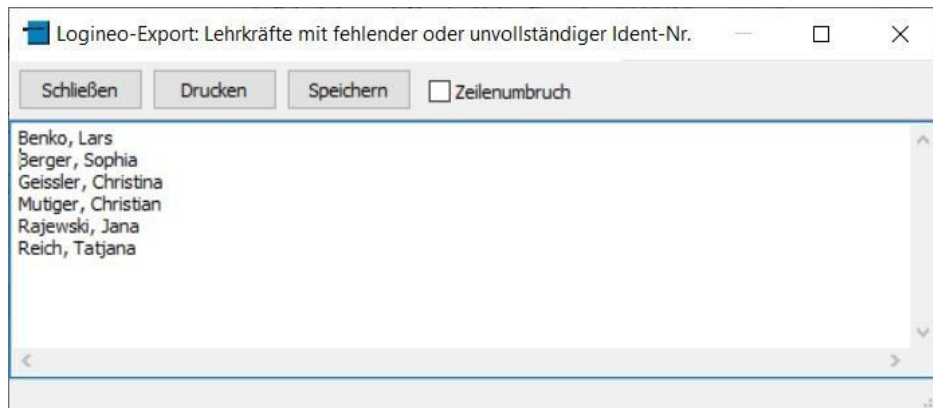 Logineo-Export: Lehrkräfte mit fehlender oder unvollständiger Ident-Nr.
Schließen Drucken Speichern Zeilenumbruch
Benko, Lars
Berger, Sophia
Geissler, Christina
Mutiger, Christian
Rajewski, Jana
Reich, Tatjana